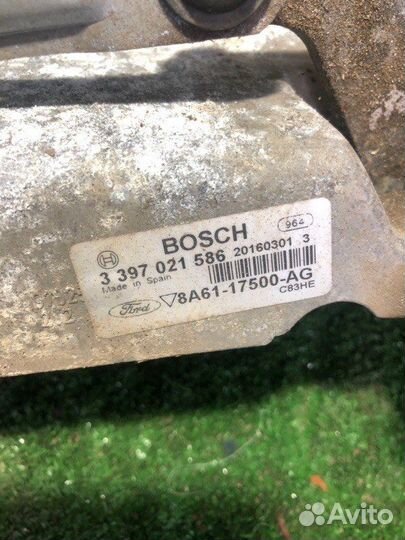 964
BOSCH
3 397 021 586 20160301 3
Made in Spain
Ford 8A61-17500-AG
C83HE
Avito